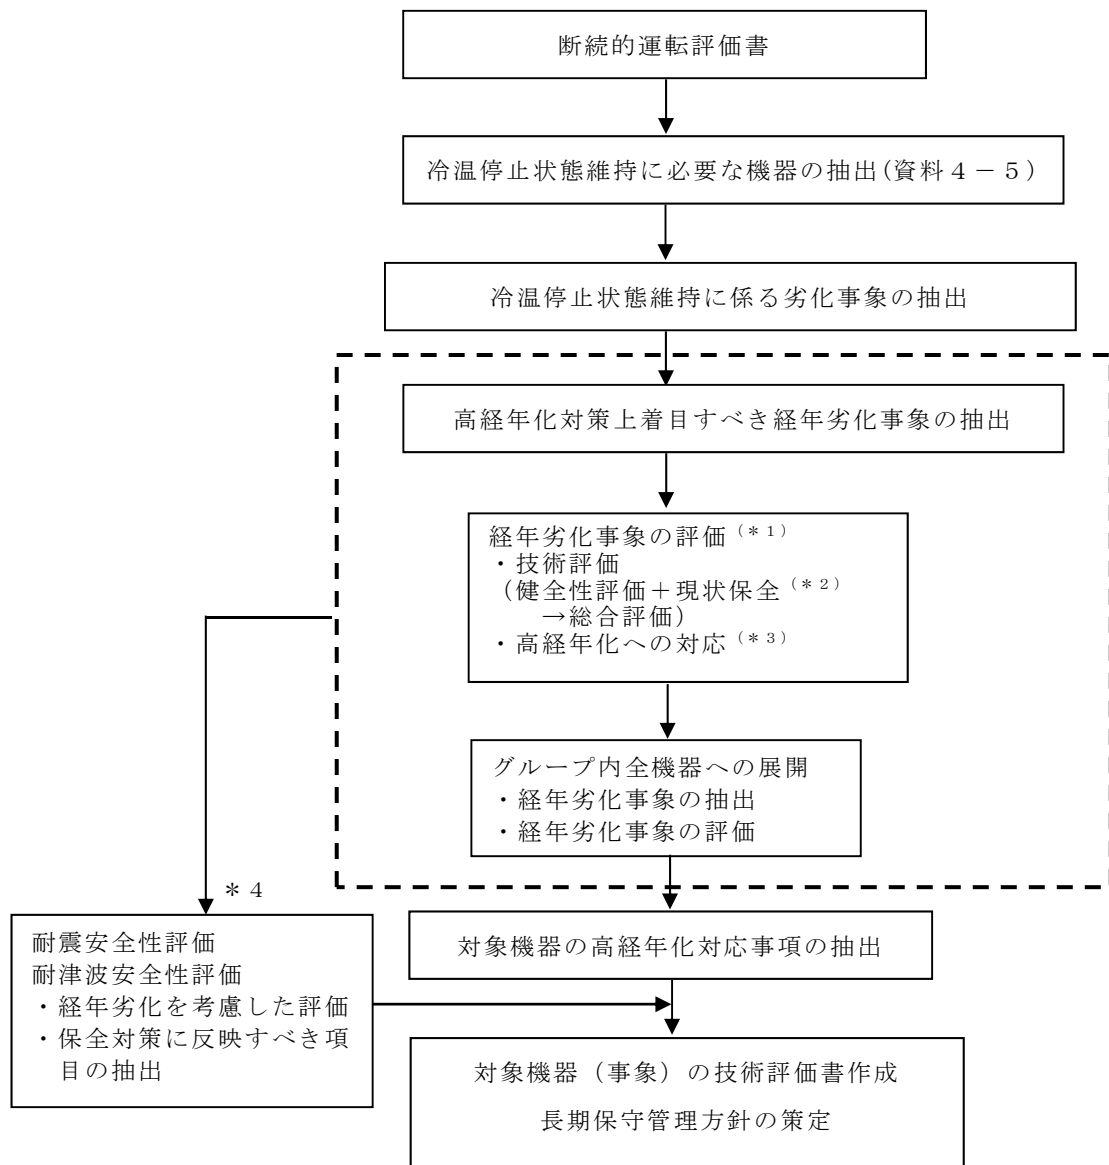 断続的運転評価書
冷温停止状態維持に必要な機器の抽出(資料４－５)
冷温停止状態維持に係る劣化事象の抽出
高経年化対策上着目すべき経年劣化事象の抽出
経年劣化事象の評価(＊1)
・技術評価
（健全性評価＋現状保全(＊2)
→総合評価）
・高経年化への対応(＊3)
グループ内全機器への展開
・経年劣化事象の抽出
・経年劣化事象の評価
＊４
耐震安全性評価
耐津波安全性評価
・経年劣化を考慮した評価
・保全対策に反映すべき項
目の抽出
対象機器の高経年化対応事項の抽出
対象機器（事象）の技術評価書作成
長期保守管理方針の策定